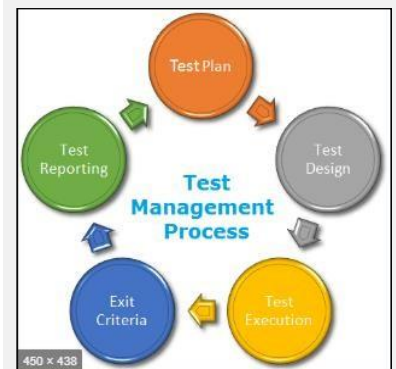 Test Plan
Test
Design
Test
Execution
Exit
Criteria
Test
Reporting
Test
Management
Process
450 × 438